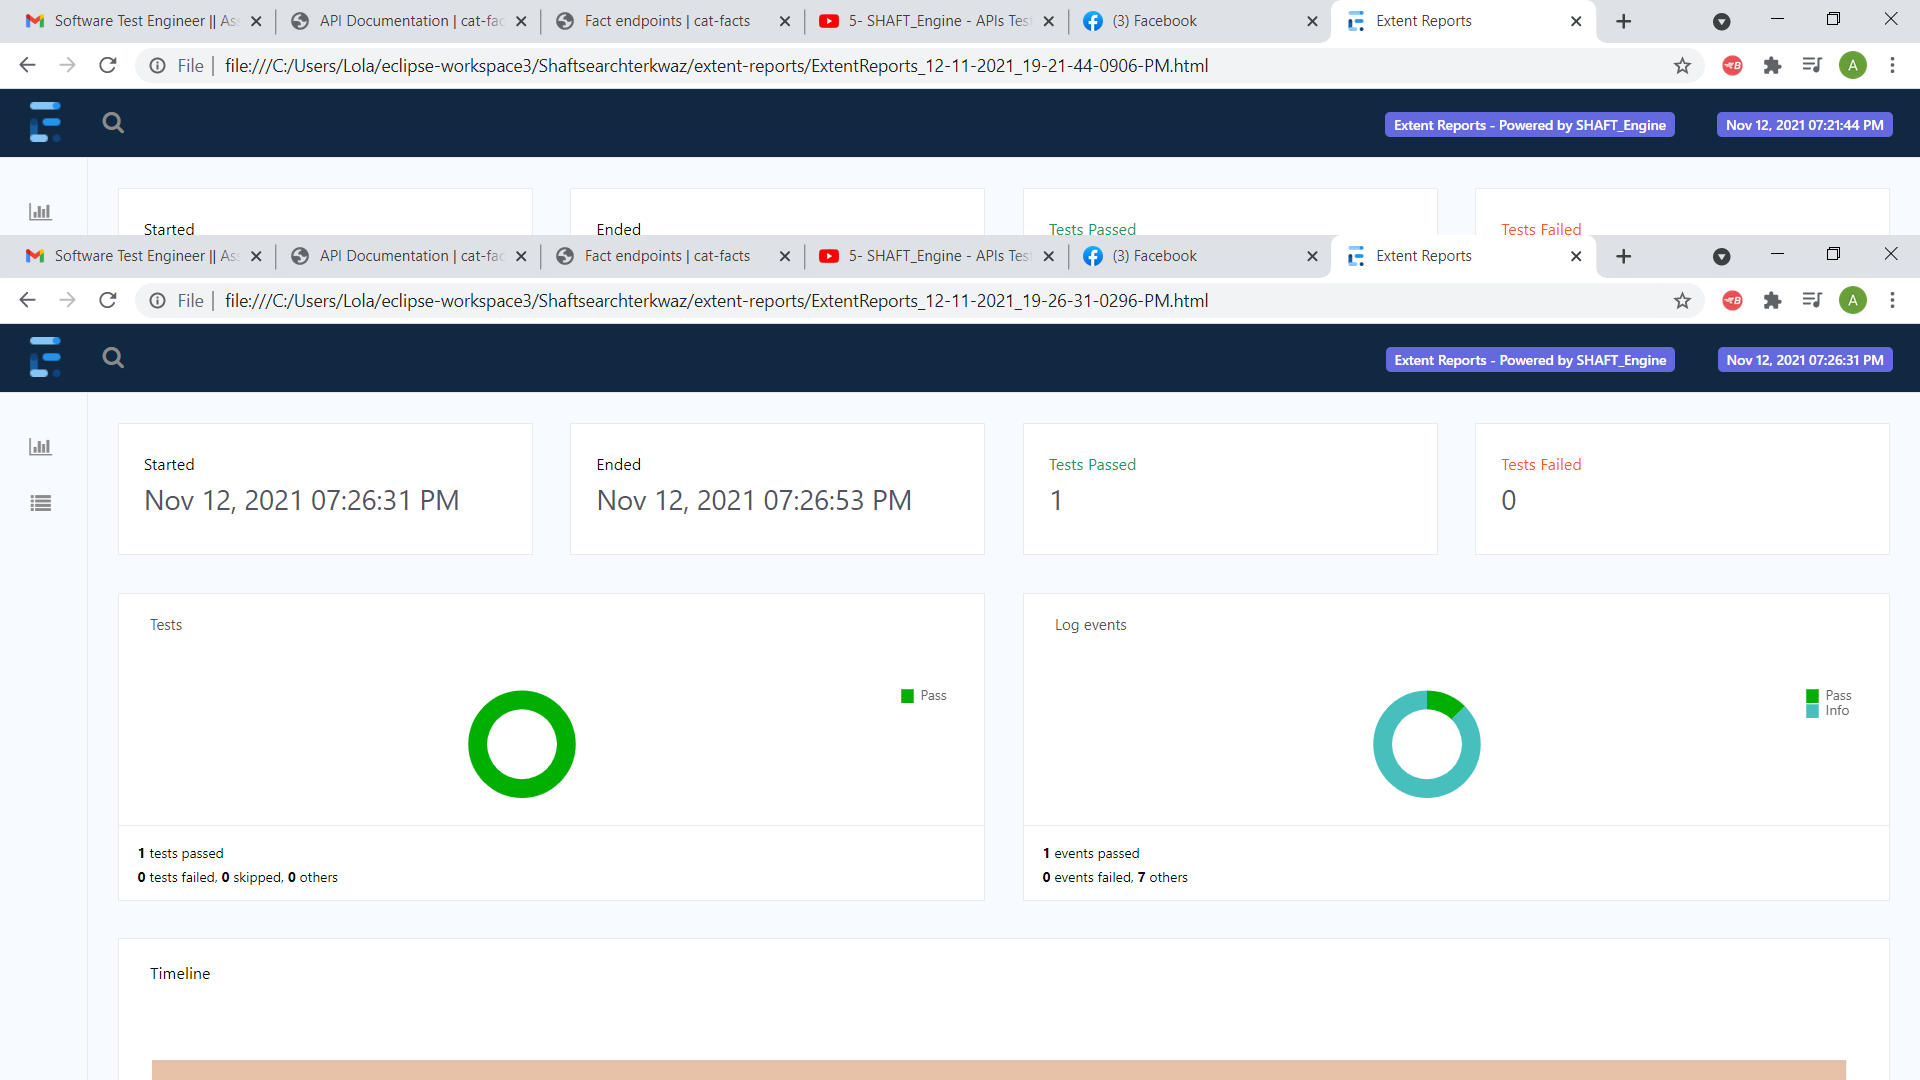 Software Test Engineer || As
API Documentation | cat-fac
Fact endpoints | cat-facts
5- SHAFT_Engine - APIs Test
(3) Facebook
Extent Reports
File
file:///C:/Users/Lola/eclipse-workspace3/Shaftsearchterkwaz/extent-reports/ExtentReports_12-11-2021_19-21-44-0906-PM.html
A
Extent Reports - Powered by SHAFT_Engine
Nov 12, 2021 07:21:44 PM
Started
Ended
Tests Passed
Tests Failed
Software Test Engineer || As
API Documentation | cat-fac
Fact endpoints | cat-facts
5- SHAFT_Engine - APIs Test
(3) Facebook
Extent Reports
File
file:///C:/Users/Lola/eclipse-workspace3/Shaftsearchterkwaz/extent-reports/ExtentReports_12-11-2021_19-26-31-0296-PM.html
A
Extent Reports - Powered by SHAFT_Engine
Nov 12, 2021 07:26:31 PM
Started
Nov 12, 2021 07:26:31 PM
Ended
Nov 12, 2021 07:26:53 PM
Tests Passed
1
Tests Failed
0
Tests
Pass
1 tests passed
0 tests failed, 0 skipped, 0 others
Log events
Pass
Info
1 events passed
0 events failed, 7 others
Timeline